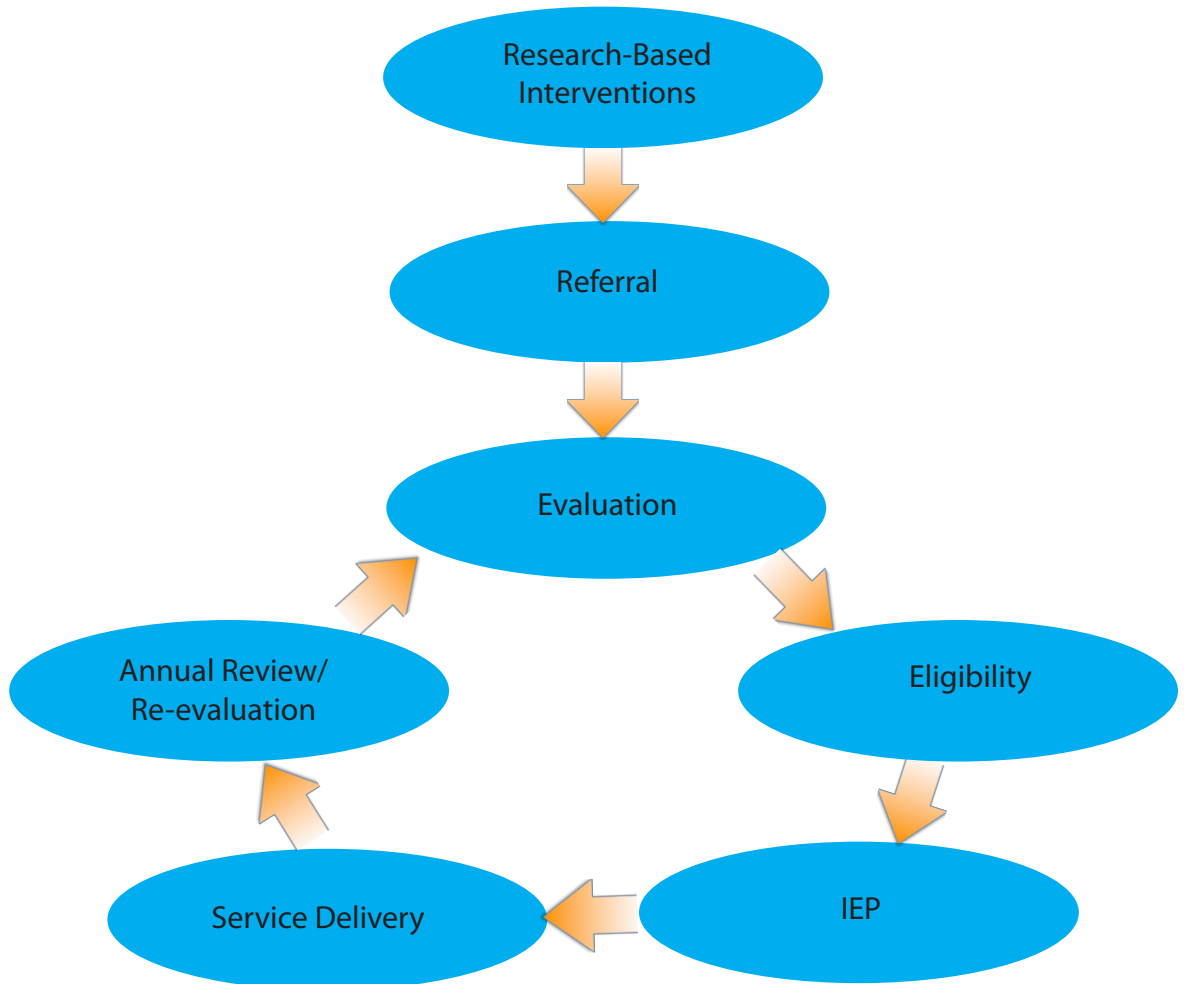 Research-Based
Interventions
Referral
Evaluation
Eligibility
IEP
Service Delivery
Annual Review/
Re-evaluation